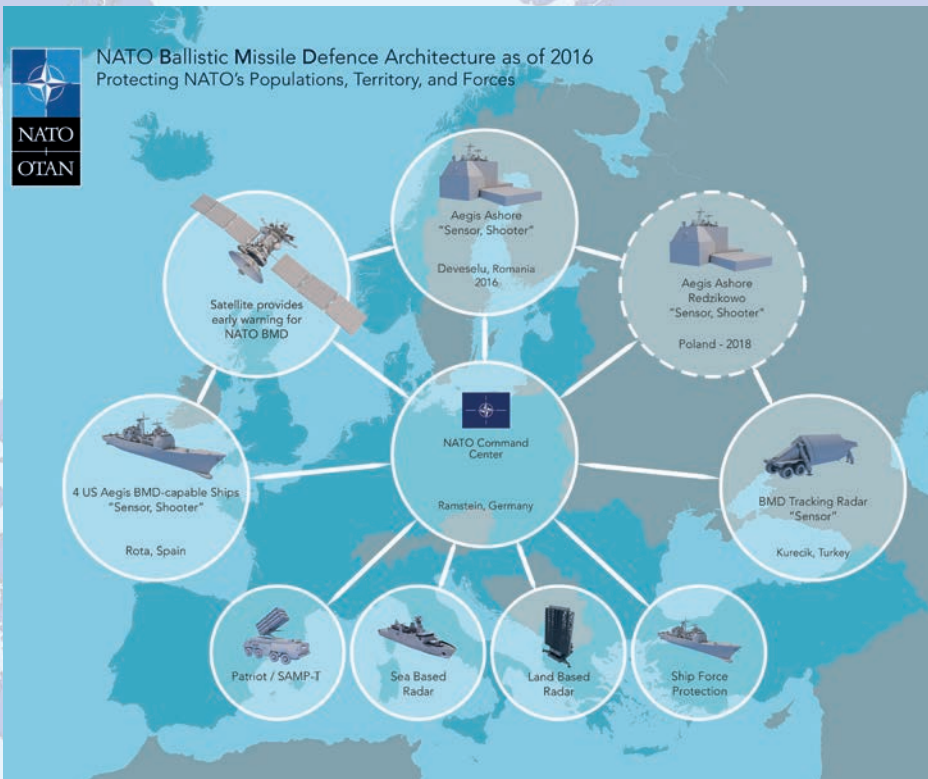 NATO Ballistic Missile Defence Architecture as of 2016
Protecting NATO's Populations, Territory, and Forces
NATO
OTAN
Aegis Ashore
"Sensor, Shooter"
Deveselu, Romania
2016
Aegis Ashore
Redzikowo
"Sensor, Shooter"
Poland - 2018
Satellite provides
early warning for
NATO BMD
NATO Command
Center
Ramstein, Germany
4 US Aegis BMD-capable Ships
"Sensor, Shooter"
Rota, Spain
BMD Tracking Radar
"Sensor"
Kurecik, Turkey
Patriot / SAMP-T
Sea Based
Radar
Land Based
Radar
Ship Force
Protection